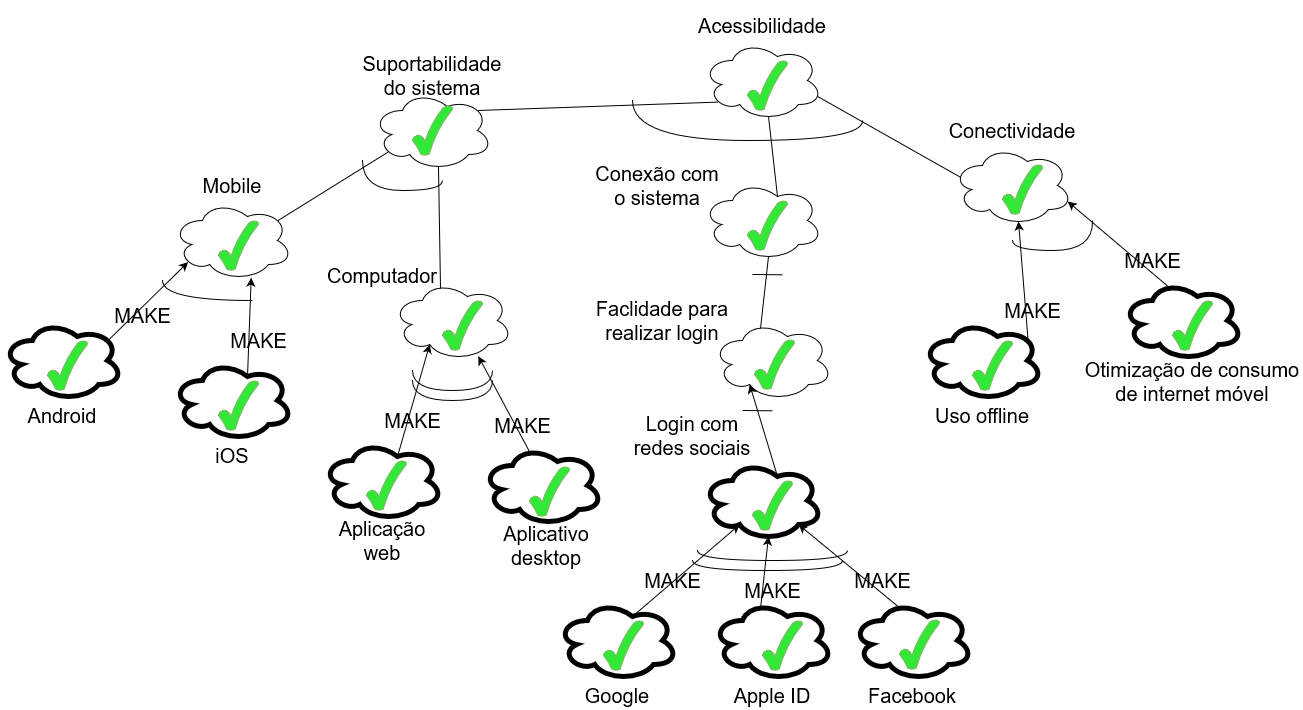 Acessibilidade
Suportabilidade
do sistema
Conectividade
Conexão com
o sistema
Mobile
Computador
MAKE
Faclidade para
realizar login
MAKE
MAKE
MAKE
MAKE
Otimização de consumo
de internet móvel
Android
Uso offline
MAKE
MAKE
Login com
redes sociais
iOS
Aplicação
web
Aplicativo
desktop
MAKE
MAKE
MAKE
Google
Apple ID
Facebook